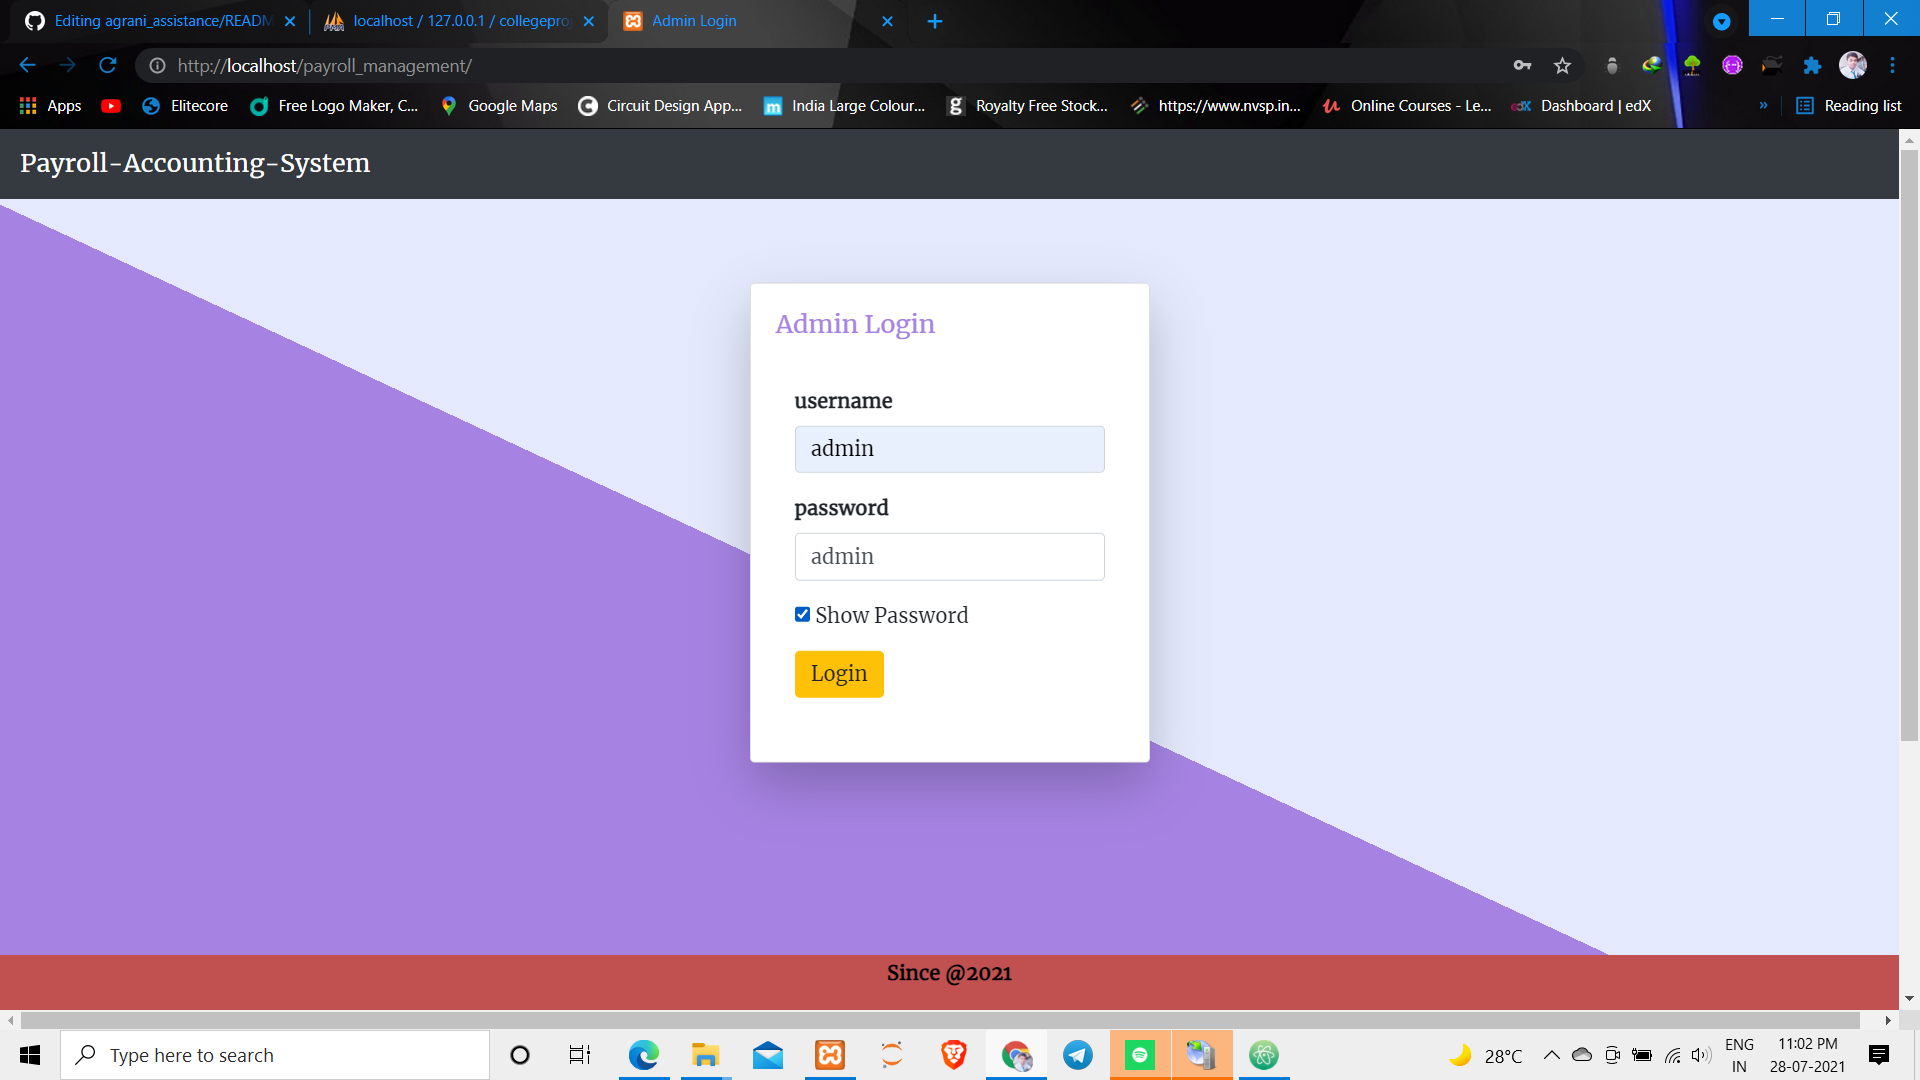 Editing agrani_assistance/READM
localhost / 127.0.0.1 / collegepro
Admin Login
http://localhost/payroll_management/
Apps
Elitecore
Free Logo Maker, C...
Google Maps
Circuit Design App...
India Large Colour...
Royalty Free Stock...
https://www.nvsp.in...
Online Courses - Le...
Dashboard | edX
»
Reading list
Payroll-Accounting-System
Admin Login
username
admin
password
admin
Show Password
Login
Since @2021
Type here to search
28°C
ENG
IN
11:02 PM
28-07-2021